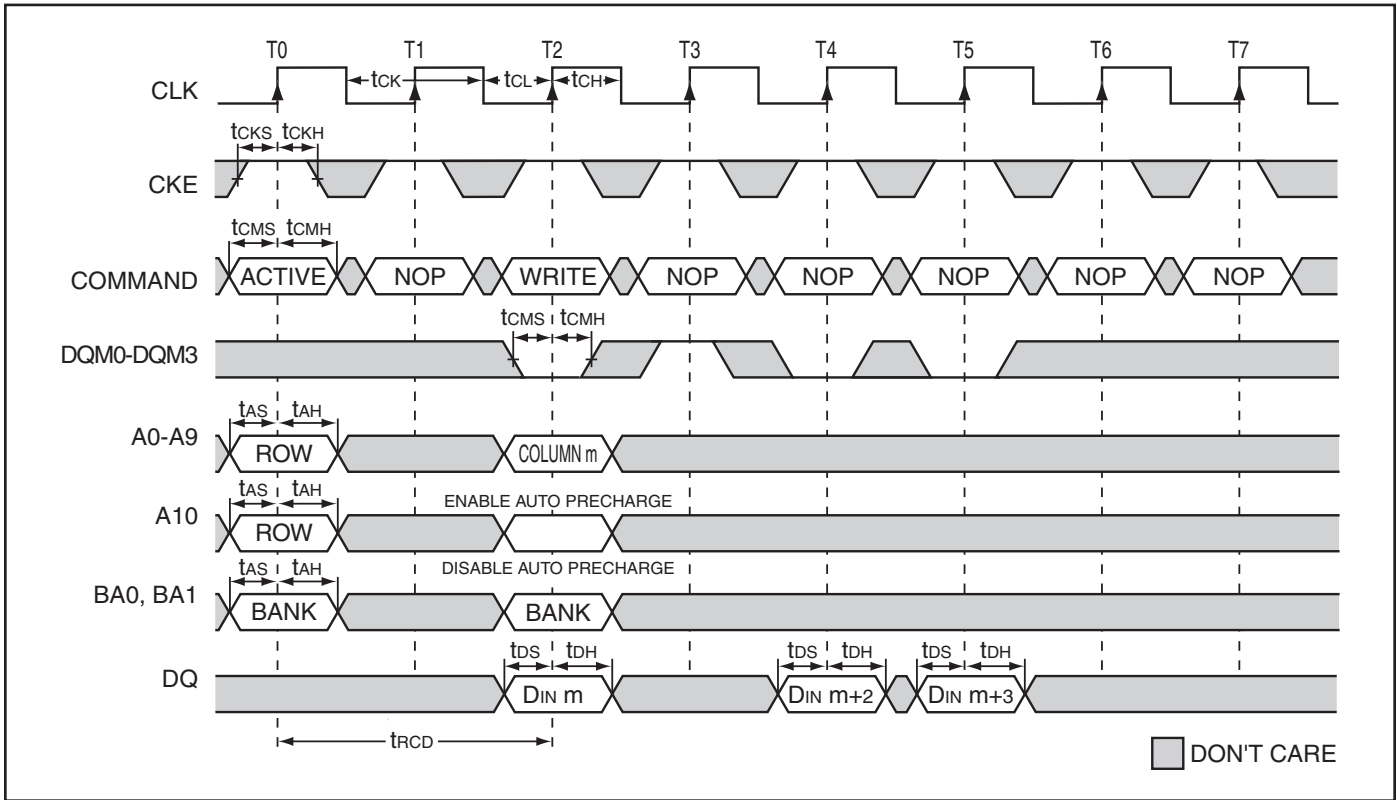 T0 T1 T2 T3 T4 T5 T6 T7
CLK tCK tCL tCH
tCKS tCKH
CKE
tCMS tCMH
COMMAND ACTIVE NOP WRITE NOP NOP NOP NOP NOP
tCMS tCMH
DQM0-DQM3
tAS tAH
A0-A9 ROW COLUMN m
tAS tAH ENABLE AUTO PRECHARGE
A10 ROW
tAS tAH DISABLE AUTO PRECHARGE
BA0, BA1 BANK BANK
tDS tDH tDS tDH tDS tDH
DQ DIN m DIN m+2 DIN m+3
tRCD
DON'T CARE